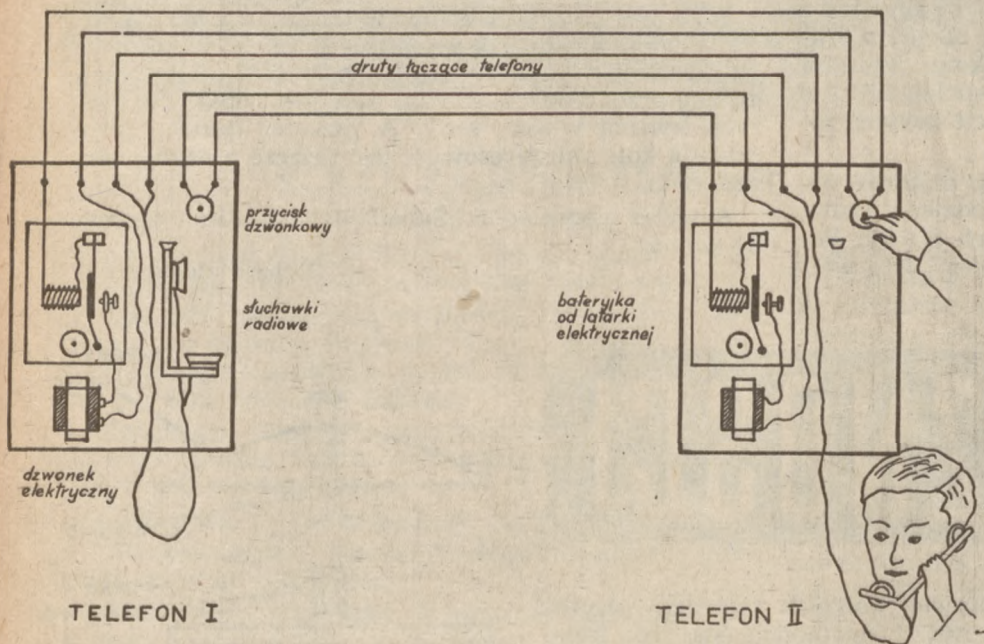 druty łączące telefony
przycisk
dzwonkowy
słuchawki
radiowe
bateryjka
od latarki
elektrycznej
dzwonek
elektryczny
TELEFON I
TELEFON II